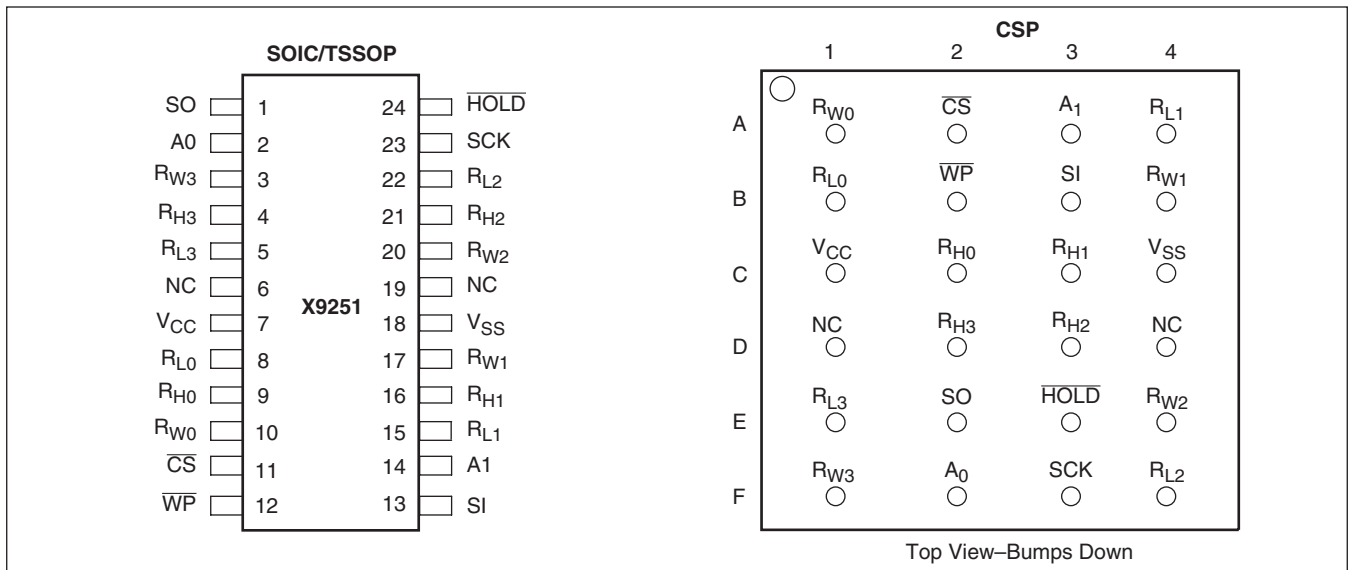 SOIC/TSSOP
SO 1 24 HOLD
A0 2 23 SCK
RW3 3 22 RL2
RH3 4 21 RH2
RL3 5 20 RW2
NC 6 19 NC
X9251
VCC 7 18 VSS
RL0 8 17 RW1
RH0 9 16 RH1
RW0 10 15 RL1
CS 11 14 A1
WP 12 13 SI
CSP
1 2 3 4
RW0 CS A1 RL1
A
RL0 WP SI RW1
B
VCC RH0 RH1 VSS
C
NC RH3 RH2 NC
D
RL3 SO HOLD RW2
E
RW3 A0 SCK RL2
F
Top View–Bumps Down